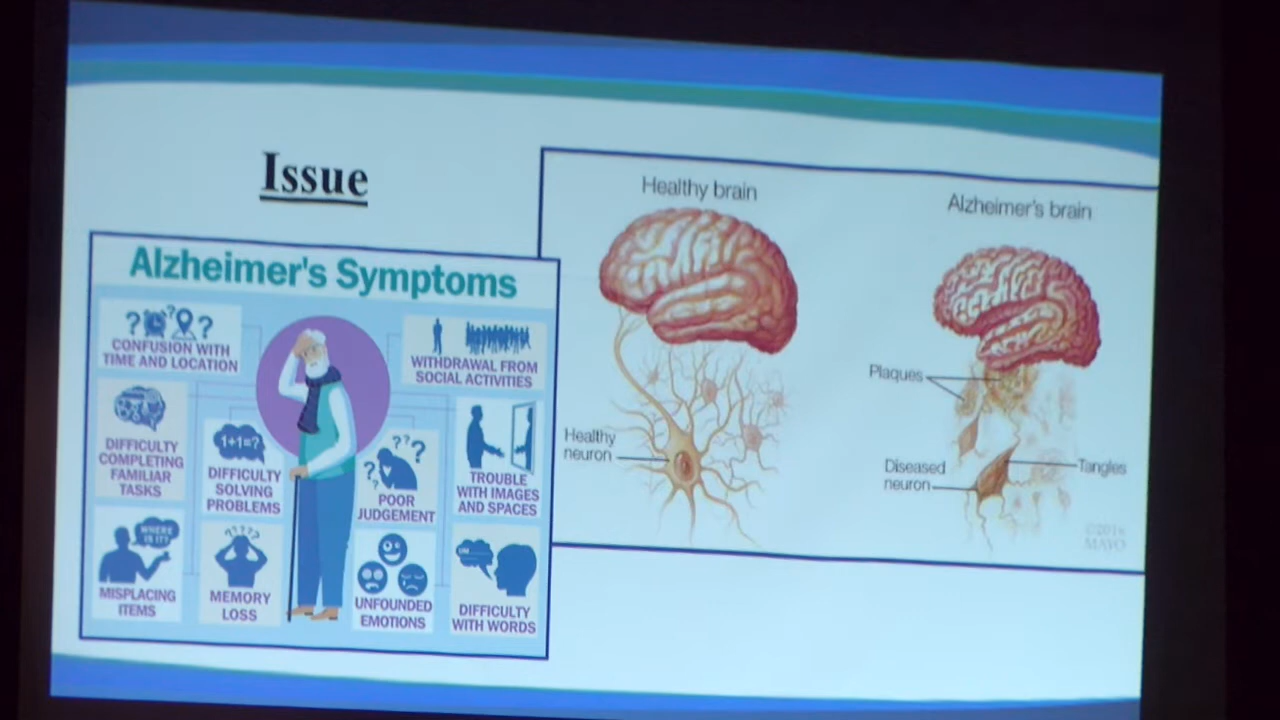 Issue
Alzheimer's Symptoms
? ? ?
CONFUSION WITH
TIME AND LOCATION
WITHDRAWAL FROM
SOCIAL ACTIVITIES
DIFFICULTY
COMPLETING
FAMILIAR
TASKS
1+1=?
DIFFICULTY
SOLVING
PROBLEMS
???
??
POOR
JUDGEMENT
TROUBLE
WITH IMAGES
AND SPACES
WHERE
IS IT?
MISPLACING
ITEMS
????
MEMORY
LOSS
UNFOUNDED
EMOTIONS
UM
DIFFICULTY
WITH WORDS
Healthy brain
Healthy
neuron
Alzheimer's brain
Plaques
Diseased
neuron
Tangles
MAYO